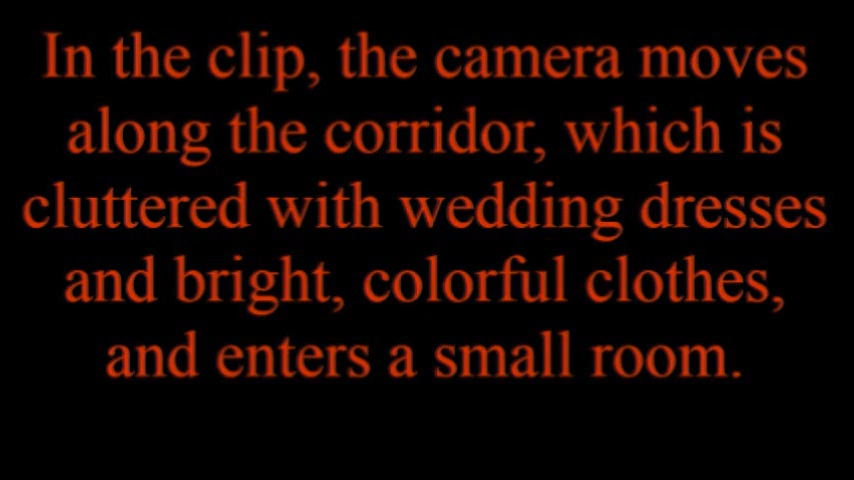 In the clip, the camera moves
along the corridor, which is
cluttered with wedding dresses
and bright, colorful clothes,
and enters a small room.